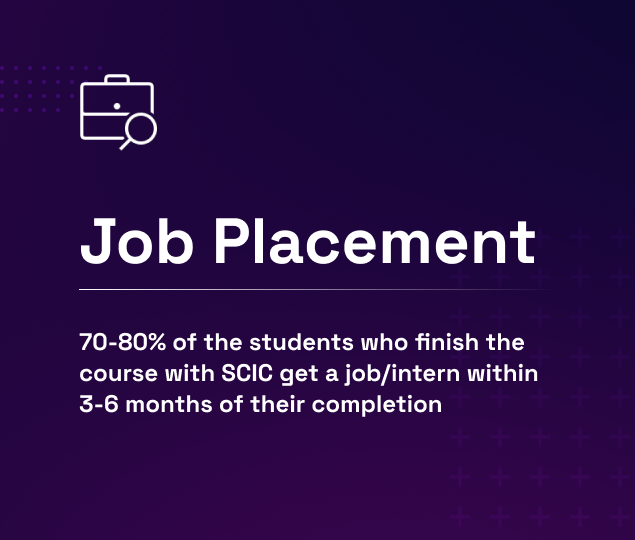 Job Placement
70-80% of the students who finish the
course with SCIC get a job/intern within
3-6 months of their completion